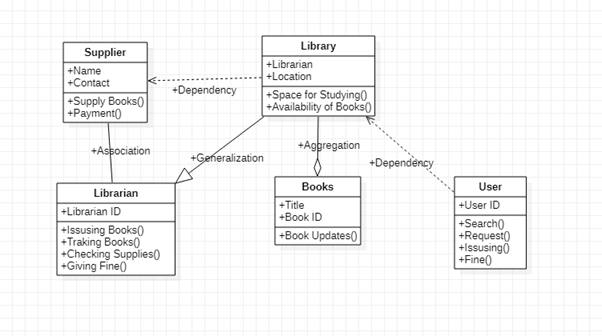 Supplier
+Name
+Contact
+Supply Books()
+Payment()
Library
+Librarian
+Location
+Space for Studying()
+Availability of Books()
+Dependency
+Association
+Generalization
+Aggregation
+Dependency
Librarian
+Librarian ID
+Issusing Books()
+Traking Books()
+Checking Supplies()
+Giving Fine()
Books
+Title
+Book ID
+Book Updates()
User
+User ID
+Search()
+Request()
+Issusing()
+Fine()